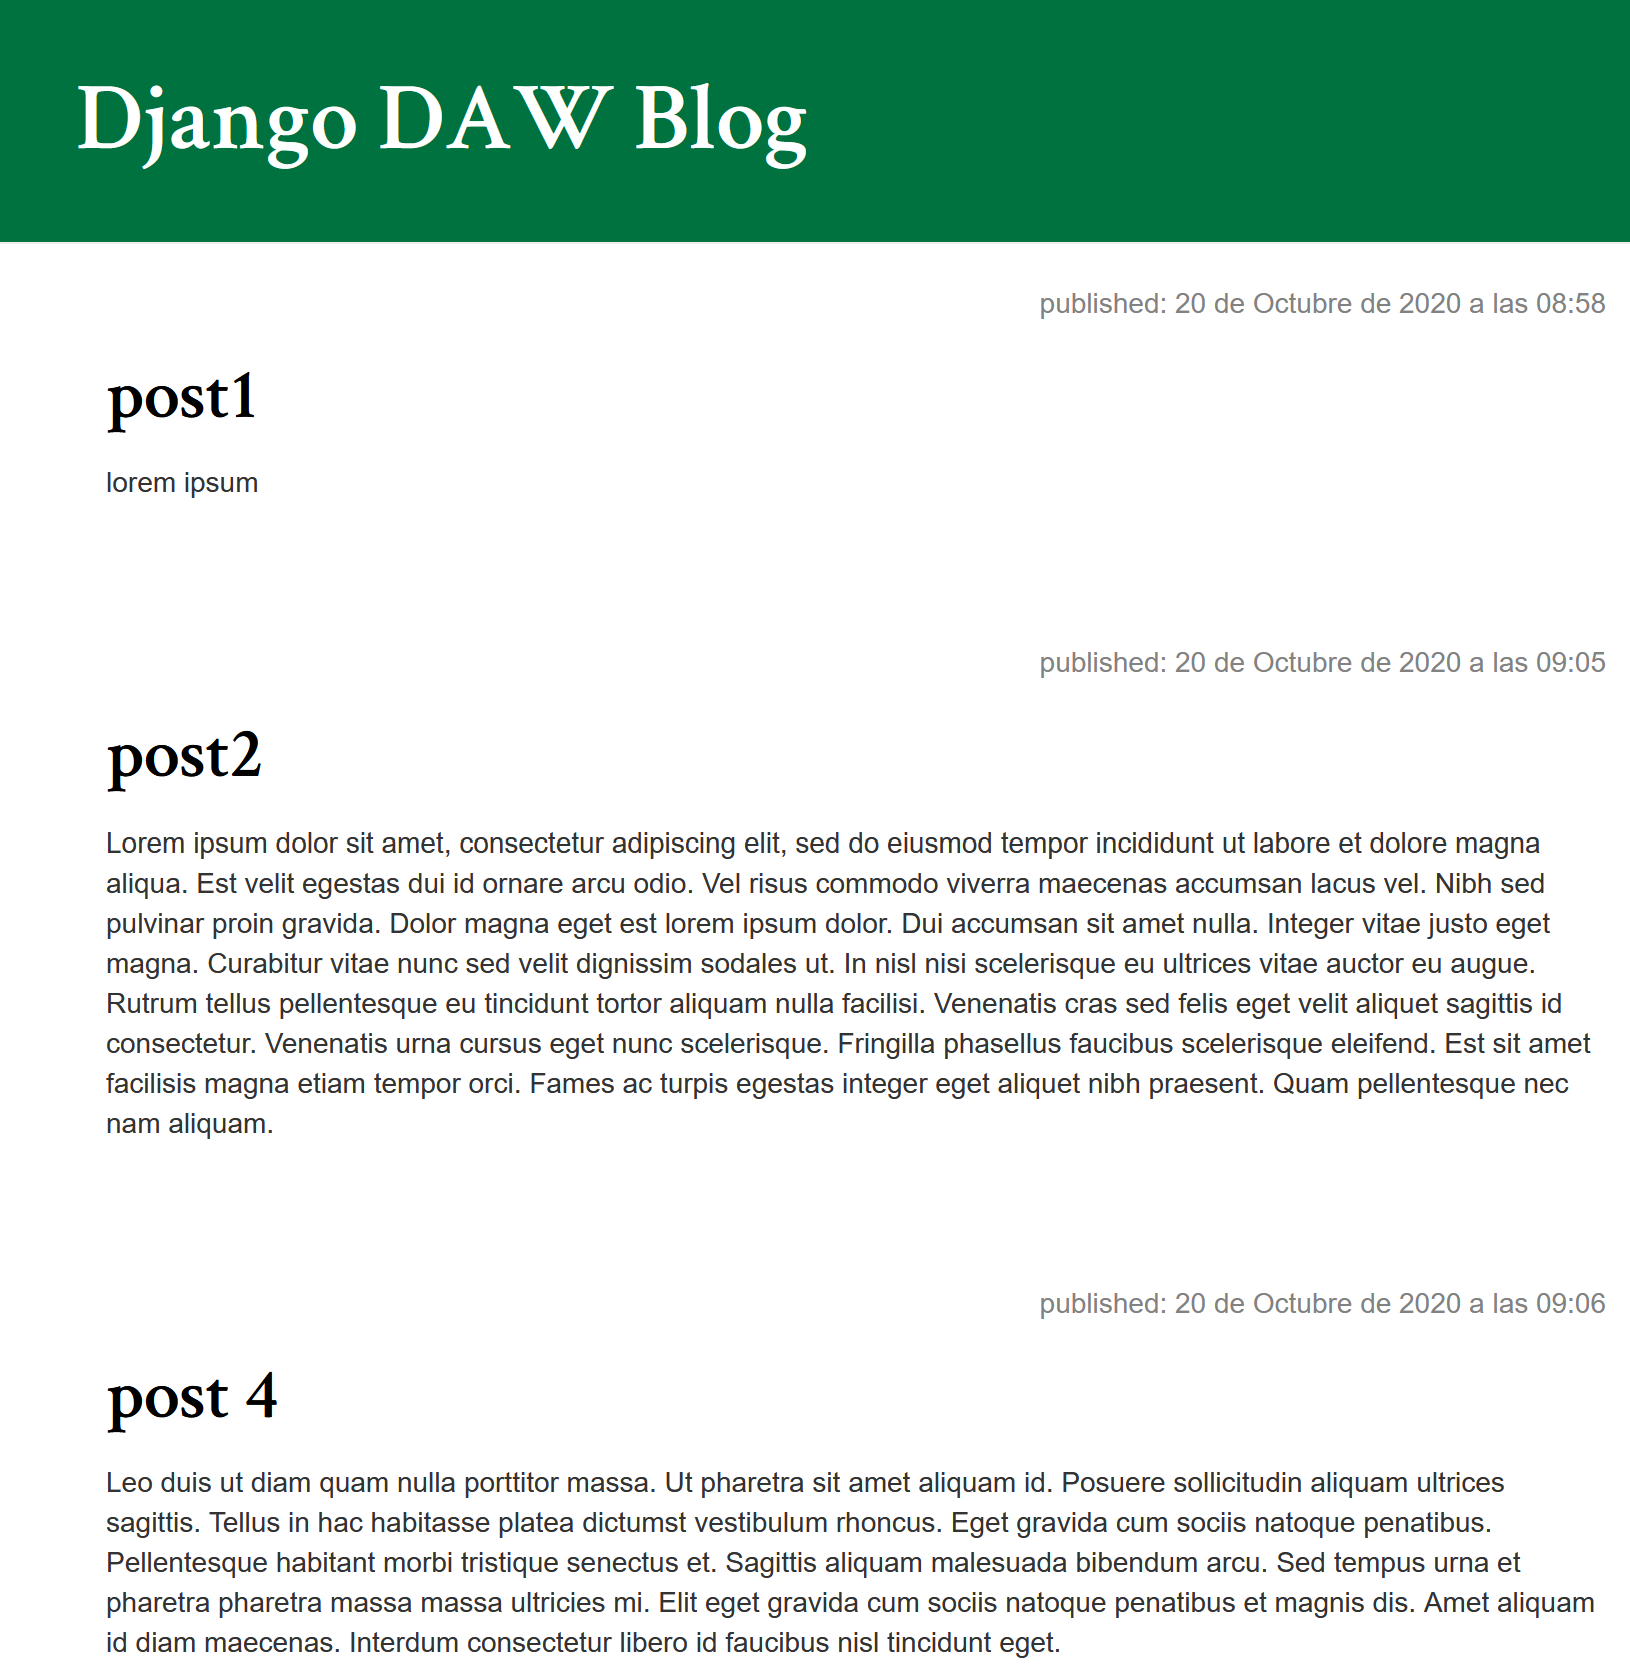 Django DAW Blog
published: 20 de Octubre de 2020 a las 08:58
post1
lorem ipsum
published: 20 de Octubre de 2020 a las 09:05
post2
Lorem ipsum dolor sit amet, consectetur adipiscing elit, sed do eiusmod tempor incididunt ut labore et dolore magna
aliqua. Est velit egestas dui id ornare arcu odio. Vel risus commodo viverra maecenas accumsan lacus vel. Nibh sed
pulvinar proin gravida. Dolor magna eget est lorem ipsum dolor. Dui accumsan sit amet nulla. Integer vitae justo eget
magna. Curabitur vitae nunc sed velit dignissim sodales ut. In nisl nisi scelerisque eu ultrices vitae auctor eu augue.
Rutrum tellus pellentesque eu tincidunt tortor aliquam nulla facilisi. Venenatis cras sed felis eget velit aliquet sagittis id
consectetur. Venenatis urna cursus eget nunc scelerisque. Fringilla phasellus faucibus scelerisque eleifend. Est sit amet
facilisis magna etiam tempor orci. Fames ac turpis egestas integer eget aliquet nibh praesent. Quam pellentesque nec
nam aliquam.
published: 20 de Octubre de 2020 a las 09:06
post 4
Leo duis ut diam quam nulla porttitor massa. Ut pharetra sit amet aliquam id. Posuere sollicitudin aliquam ultrices
sagittis. Tellus in hac habitasse platea dictumst vestibulum rhoncus. Eget gravida cum sociis natoque penatibus.
Pellentesque habitant morbi tristique senectus et. Sagittis aliquam malesuada bibendum arcu. Sed tempus urna et
pharetra pharetra massa massa ultricies mi. Elit eget gravida cum sociis natoque penatibus et magnis dis. Amet aliquam
id diam maecenas. Interdum consectetur libero id faucibus nisl tincidunt eget.